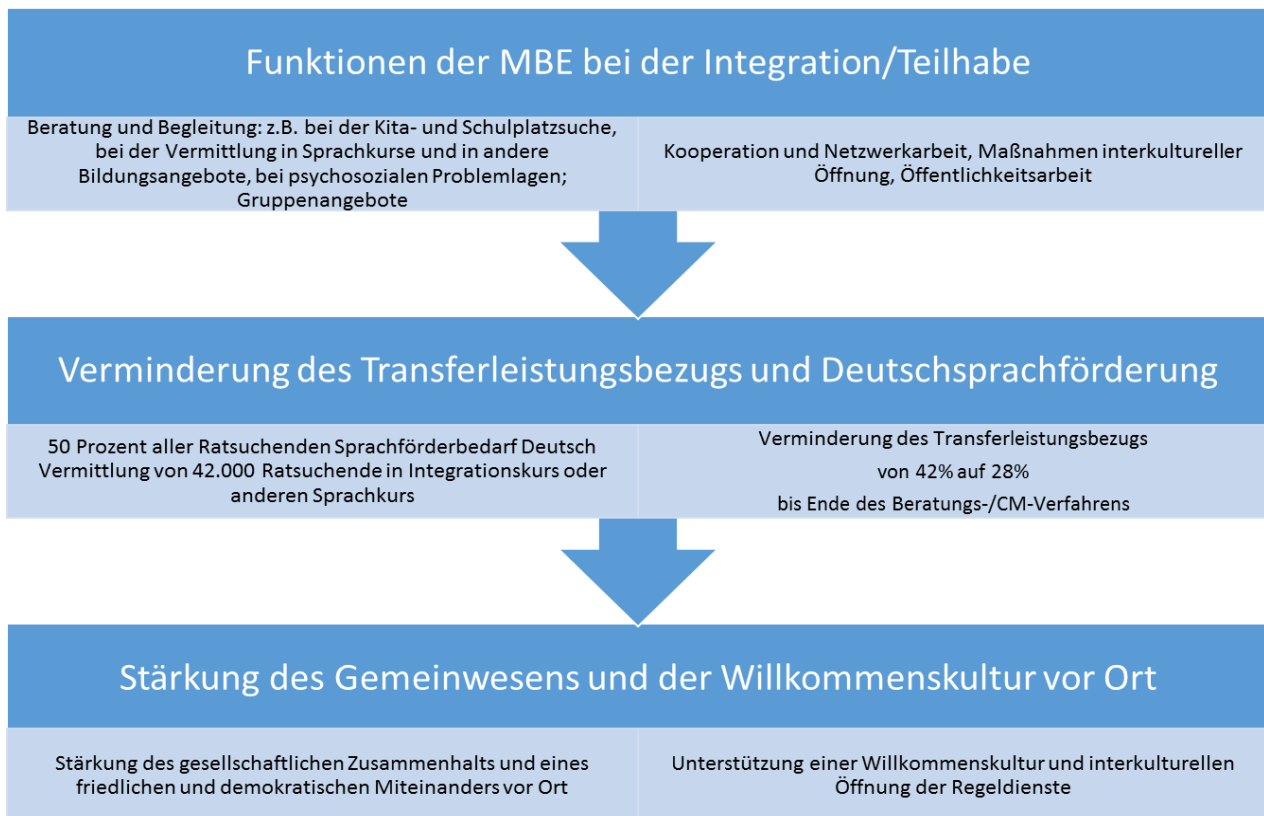 Funktionen der MBE bei der Integration/Teilhabe
Beratung und Begleitung: z.B. bei der Kita- und Schulplatzsuche,
bei der Vermittlung in Sprachkurse und in andere
Bildungsangebote, bei psychosozialen Problemlagen;
Gruppenangebote
Kooperation und Netzwerkarbeit, Maßnahmen interkultureller
Öffnung, Öffentlichkeitsarbeit
Verminderung des Transferleistungsbezugs und Deutschsprachförderung
50 Prozent aller Ratsuchenden Sprachförderbedarf Deutsch
Vermittlung von 42.000 Ratsuchende in Integrationskurs oder
anderen Sprachkurs
Verminderung des Transferleistungsbezugs
von 42% auf 28%
bis Ende des Beratungs-/CM-Verfahrens
Stärkung des Gemeinwesens und der Willkommenskultur vor Ort
Stärkung des gesellschaftlichen Zusammenhalts und eines
friedlichen und demokratischen Miteinanders vor Ort
Unterstützung einer Willkommenskultur und interkulturellen
Öffnung der Regeldienste